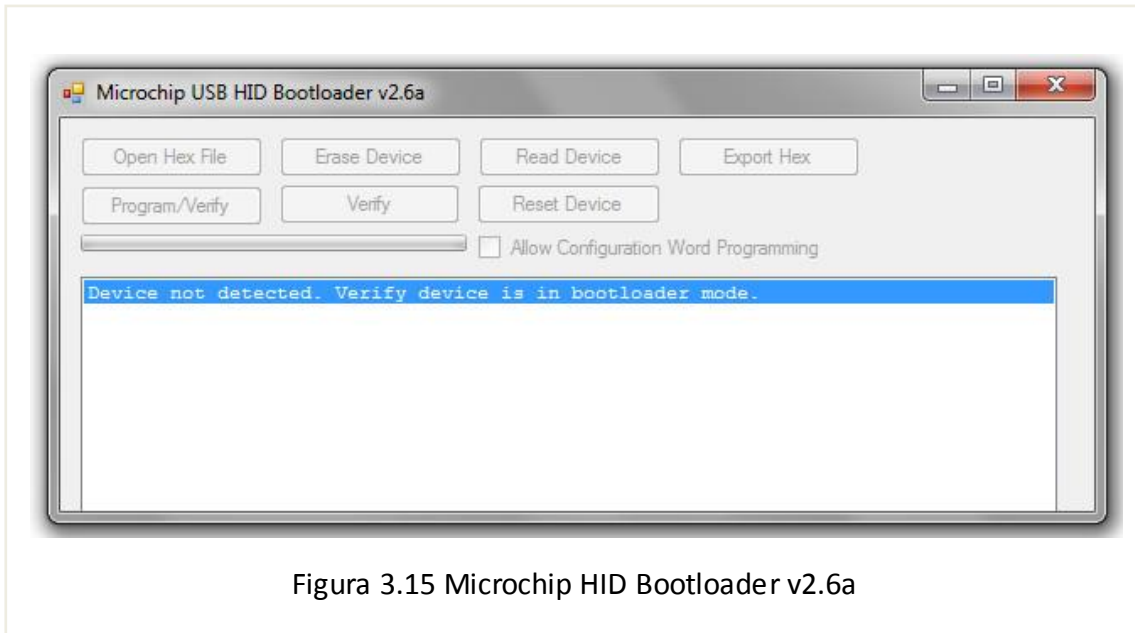 Microchip USB HID Bootloader v2.6a
Open Hex File Erase Device Read Device Export Hex
Program/Verify Verify Reset Device
Allow Configuration Word Programming
Device not detected. Verify device is in bootloader mode.
Figura 3.15 Microchip HID Bootloader v2.6a